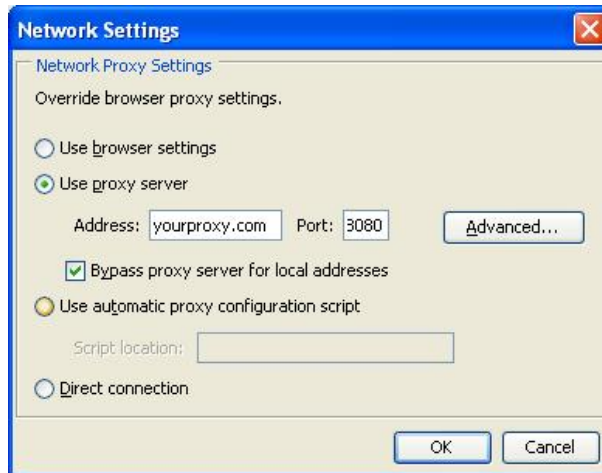 Network Settings
Network Proxy Settings
Override browser proxy settings.
Use browser settings
Use proxy server
Address: yourproxy.com Port: 3080 Advanced...
Bypass proxy server for local addresses
Use automatic proxy configuration script
Script location:
Direct connection
OK Cancel